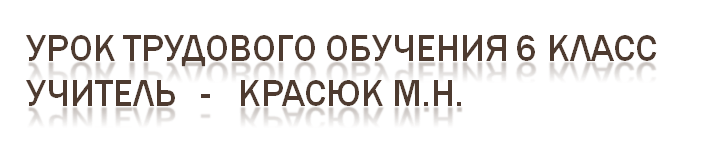 УРОК ТРУДОВОГО ОБУЧЕНИЯ 6 КЛАСС
УЧИТЕЛЬ - КРАСЮК М.Н.